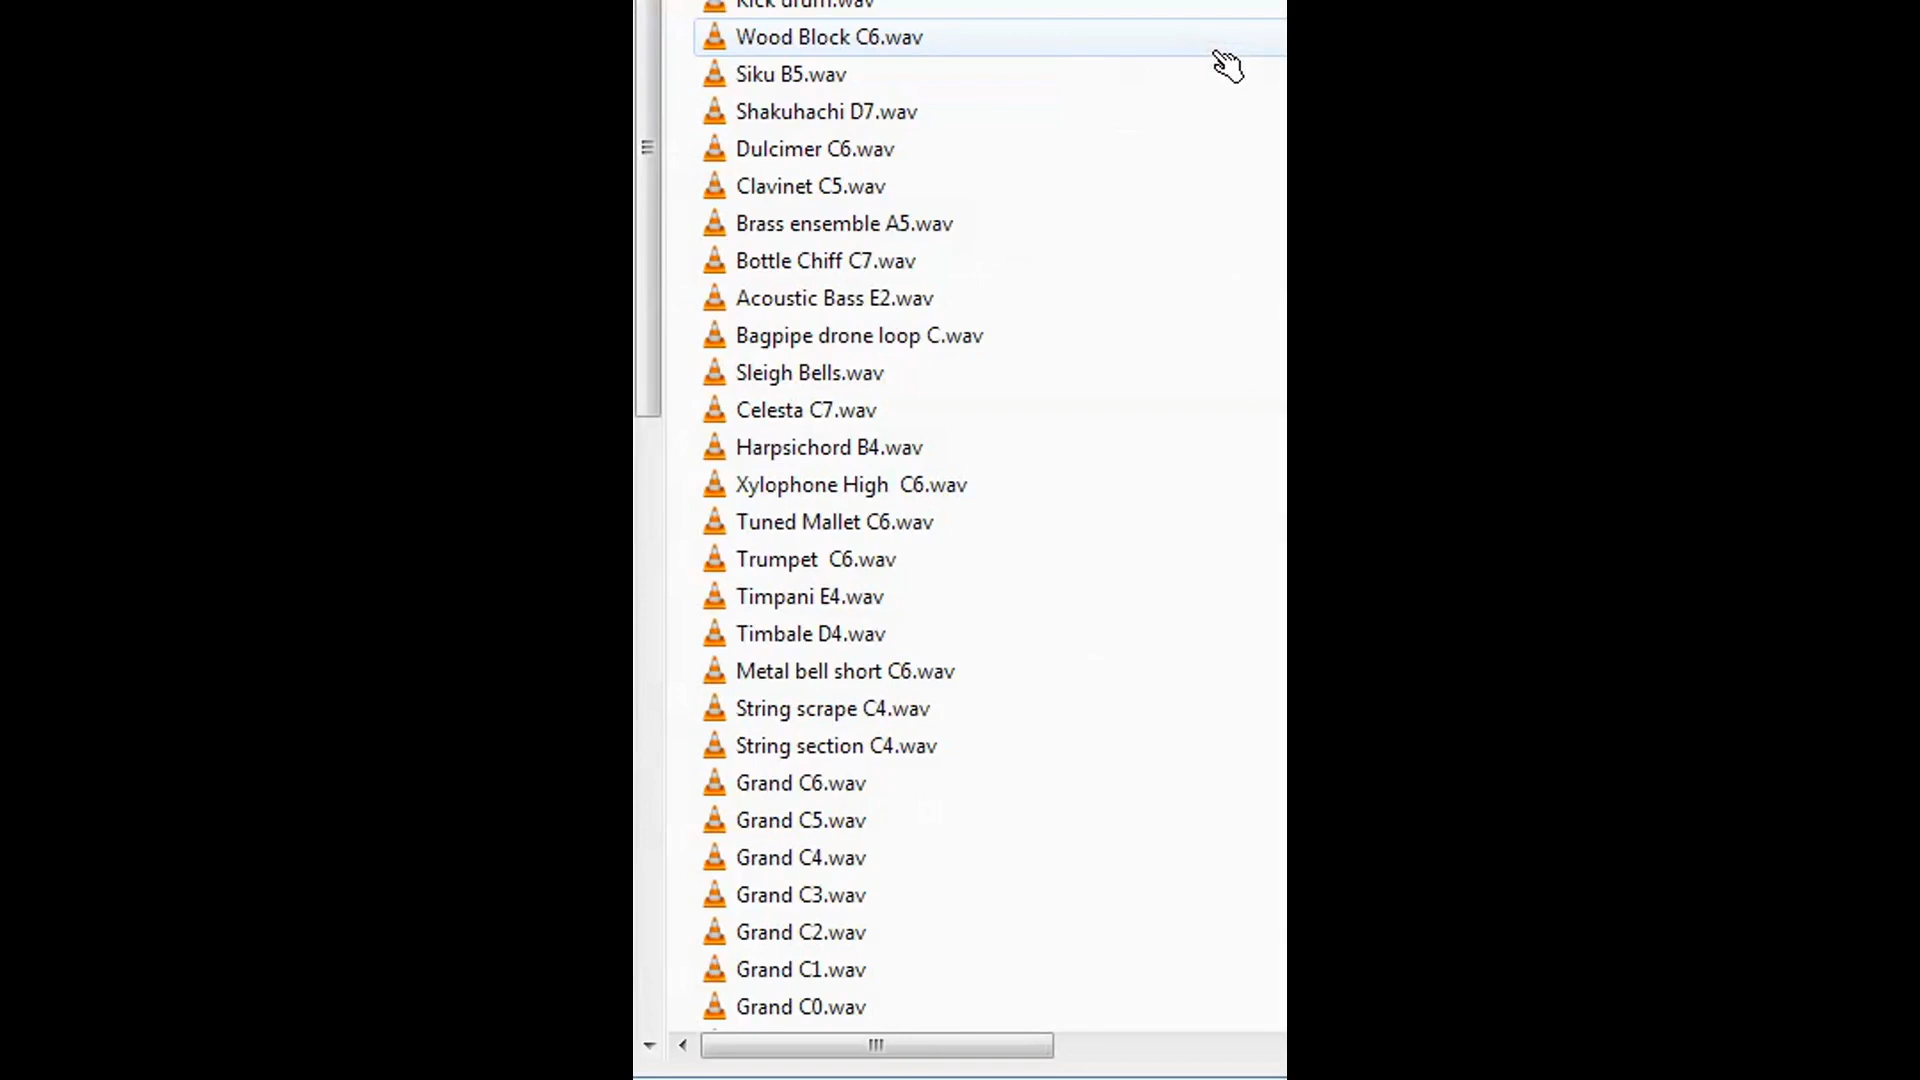 Kick drum.wav
Wood Block C6.wav
Siku B5.wav
Shakuhachi D7.wav
Dulcimer C6.wav
Clavinet C5.wav
Brass ensemble A5.wav
Bottle Chiff C7.wav
Acoustic Bass E2.wav
Bagpipe drone loop C.wav
Sleigh Bells.wav
Celesta C7.wav
Harpsichord B4.wav
Xylophone High  C6.wav
Tuned Mallet C6.wav
Trumpet  C6.wav
Timpani E4.wav
Timbale D4.wav
Metal bell short C6.wav
String scrape C4.wav
String section C4.wav
Grand C6.wav
Grand C5.wav
Grand C4.wav
Grand C3.wav
Grand C2.wav
Grand C1.wav
Grand C0.wav